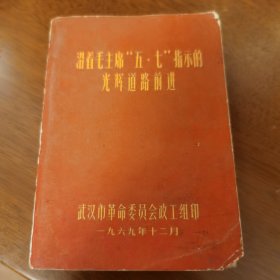 沿着毛主席“五·七”指示的
光辉道路前进
武汉市革命委员会政工组印
一九六九年十二月